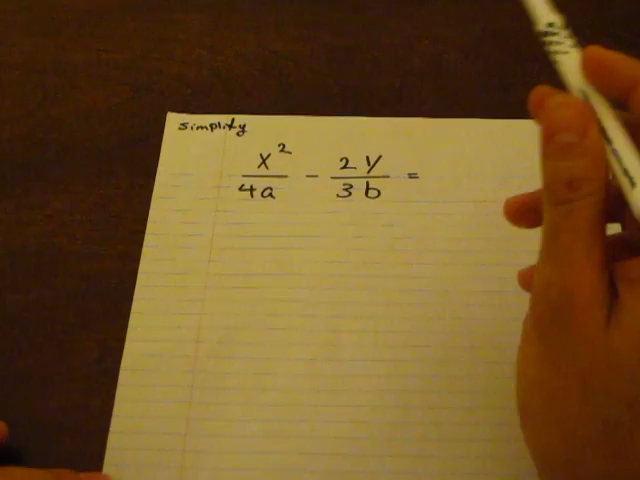 simplify
x² / 4a - 2y / 3b =